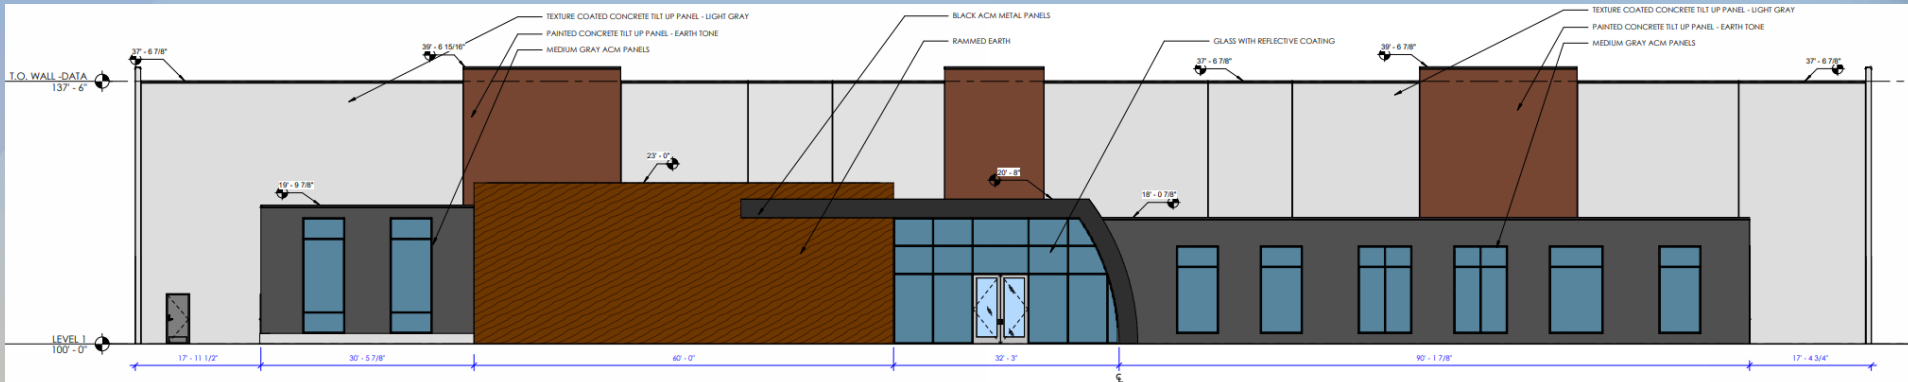 TEXTURE COATED CONCRETE TILT UP PANEL - LIGHT GRAY
PAINTED CONCRETE TILT UP PANEL - EARTH TONE
MEDIUM GRAY ACM PANELS
BLACK ACM METAL PANELS
RAMMED EARTH
GLASS WITH REFLECTIVE COATING
TEXTURE COATED CONCRETE TILT UP PANEL - LIGHT GRAY
PAINTED CONCRETE TILT UP PANEL - EARTH TONE
MEDIUM GRAY ACM PANELS
37' - 6 7/8"
39' - 6 15/16"
39' - 6 7/8"
37' - 6 7/8"
37' - 6 7/8"
T.O. WALL -DATA
137' - 6"
23' - 0"
20' - 8"
19' - 9 7/8"
18' - 0 7/8"
LEVEL 1
100' - 0"
17' - 11 1/2"
30' - 5 7/8"
60' - 0"
32' - 3"
90' - 1 7/8"
17' - 4 3/4"
℄